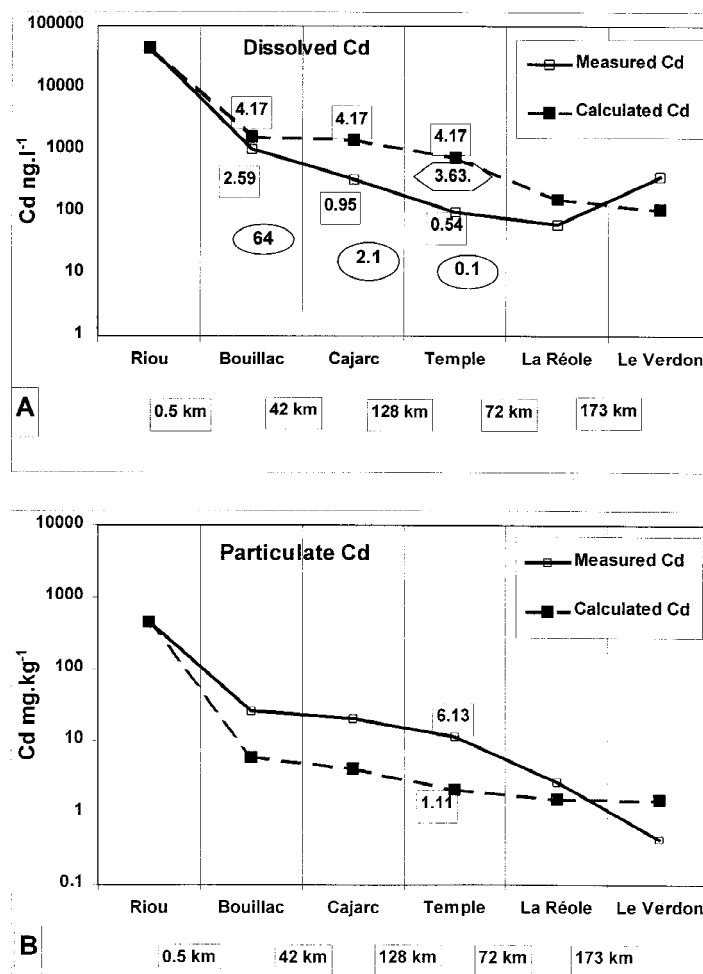 100000
10000
1000
100
10
1
Cd ng.l-1
Dissolved Cd
Measured Cd
Calculated Cd
4.17
4.17
4.17
3.63.
2.59
0.95
0.54
64
2.1
0.1
Riou Bouillac Cajarc Temple La Réole Le Verdon
A
0.5 km 42 km 128 km 72 km 173 km
10000
1000
100
10
1
0.1
Cd mg.kg-1
Particulate Cd
Measured Cd
Calculated Cd
6.13
1.11
Riou Bouillac Cajarc Temple La Réole Le Verdon
B
0.5 km 42 km 128 km 72 km 173 km